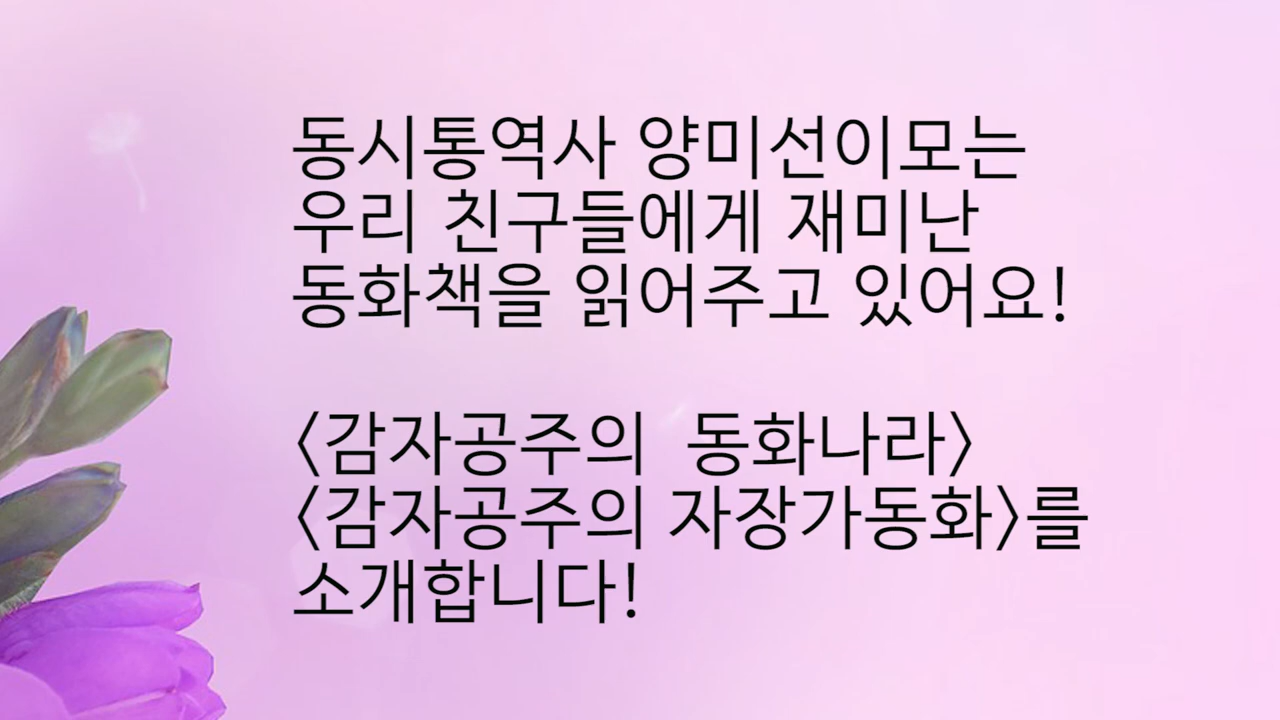 동시통역사 양미선이모는
우리 친구들에게 재미난
동화책을 읽어주고 있어요!
〈감자공주의 동화나라〉
〈감자공주의 자장가동화〉를
소개합니다!